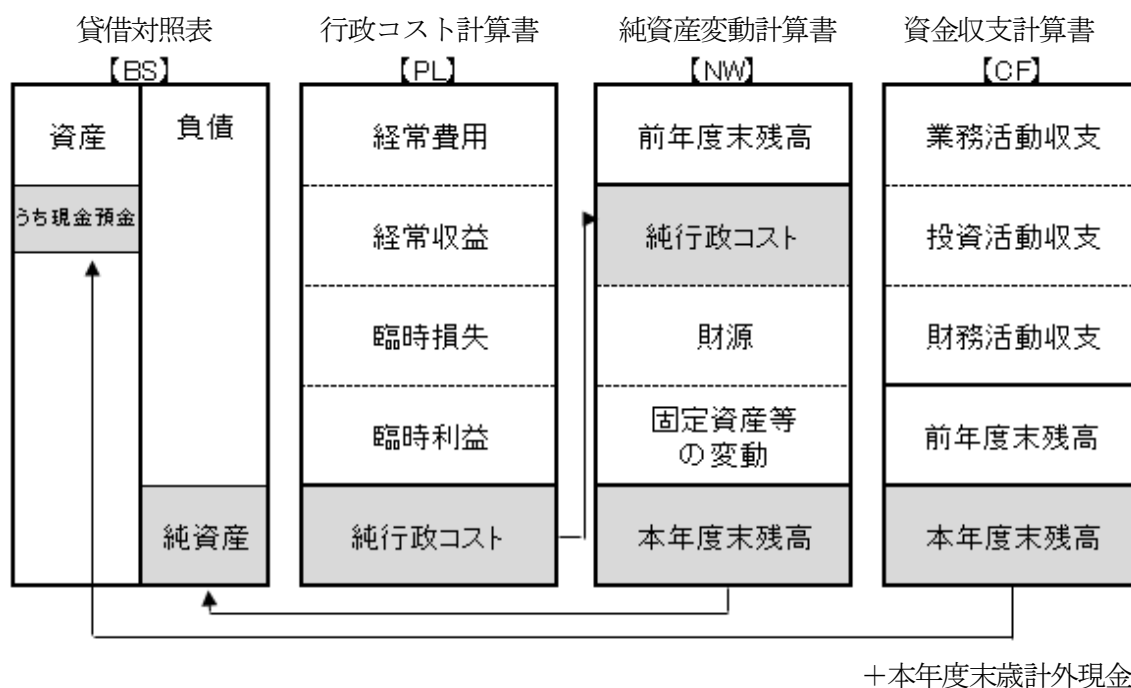 貸借対照表
【BS】
資産
うち現金預金
負債
純資産
行政コスト計算書
【PL】
経常費用
経常収益
臨時損失
臨時利益
純行政コスト
純資産変動計算書
【NW】
前年度末残高
純行政コスト
財源
固定資産等
の変動
本年度末残高
資金収支計算書
【CF】
業務活動収支
投資活動収支
財務活動収支
前年度末残高
本年度末残高
＋本年度末歳計外現金